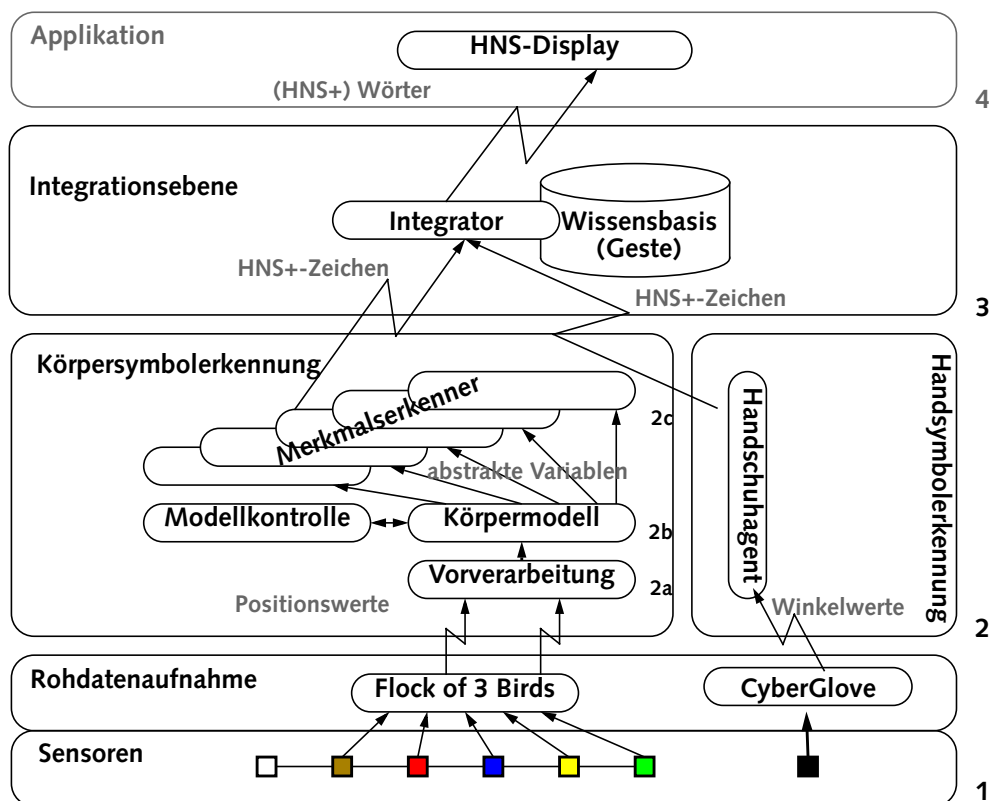 Applikation
HNS-Display
(HNS+) Wörter
4
Integrationsebene
Integrator
Wissensbasis
(Geste)
HNS+-Zeichen
HNS+-Zeichen
3
Körpersymbolerkennung
Merkmalserkenner
2c
abstrakte Variablen
Modellkontrolle
Körpermodell
2b
Vorverarbeitung
2a
Positionswerte
Handschuhagent
Handsymbolerkennung
Winkelwerte
2
Rohdatenaufnahme
Flock of 3 Birds
CyberGlove
Sensoren
1